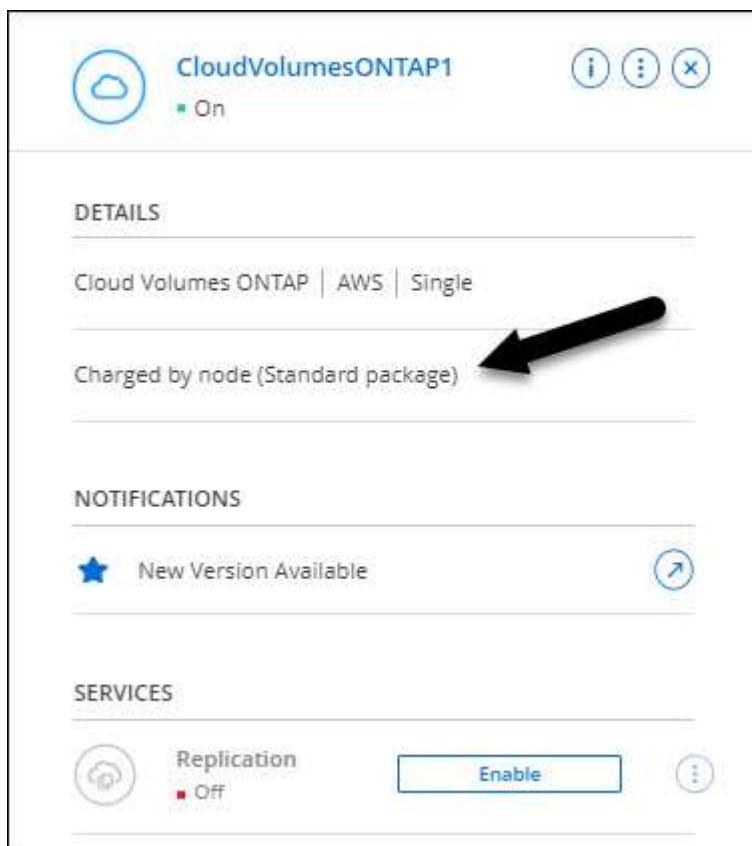 CloudVolumesONTAP1
On
DETAILS
Cloud Volumes ONTAP | AWS | Single
Charged by node (Standard package)
NOTIFICATIONS
New Version Available
SERVICES
Replication
Enable
Off